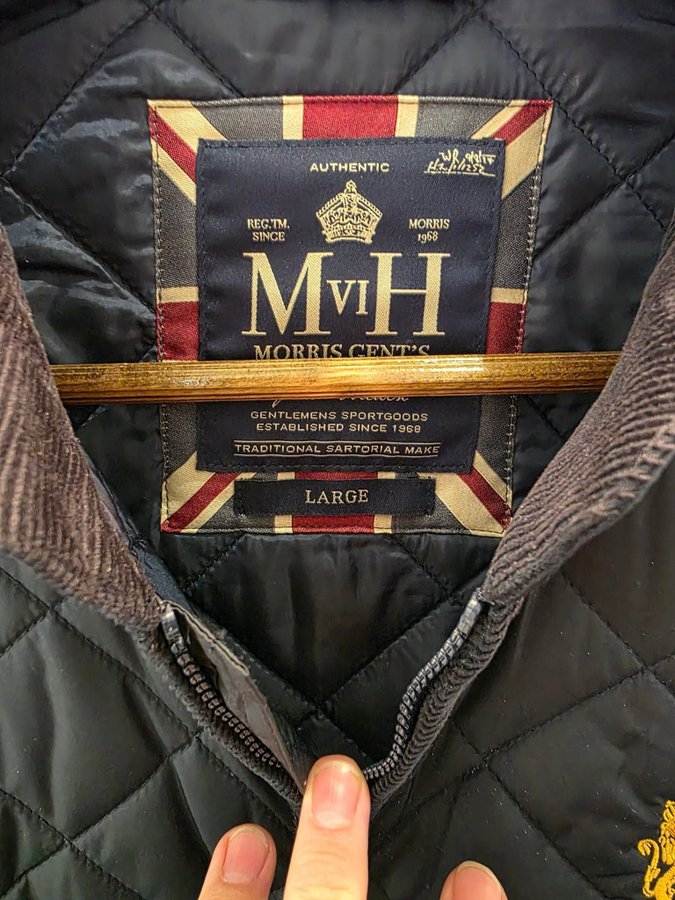 AUTHENTIC
REG.TM.
SINCE
MORRIS
1968
MVIH
MORRIS GENT'S
GENTLEMENS SPORTGOODS
ESTABLISHED SINCE 1968
TRADITIONAL SARTORIAL MAKE
LARGE